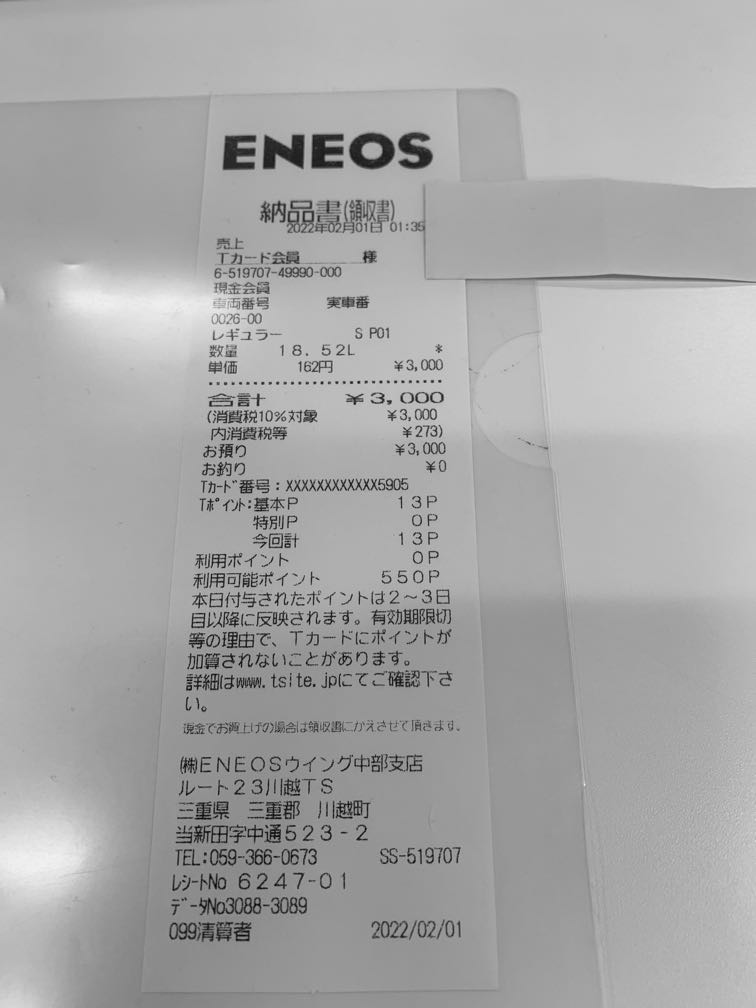 ENEOS
納品書(領収書)
2022年02月01日 01:35
売上
Tカード会員 様
6-519707-49990-000
現金会員
車両番号 実車番
0026-00
レギュラー S P01
数量 18.52L *
単価 162円 ¥3,000
合計 ¥3,000
(消費税10%対象 ¥3,000
内消費税等 ¥273)
お預り ¥3,000
お釣り ¥0
Tカード番号:XXXXXXXXXXXX5905
Tポイント:基本P 13P
特別P 0P
今回計 13P
利用ポイント 0P
利用可能ポイント 550P
本日付与されたポイントは2~3日
目以降に反映されます。有効期限切
等の理由で、Tカードにポイントが
加算されないことがあります。
詳細はwww.tsite.jpにてご確認下さ
い。
現金でお買上げの場合は領収書にかえさせて頂きます。
(株)ENEOSウイング中部支店
ルート23川越TS
三重県 三重郡 川越町
当新田字中通523-2
TEL:059-366-0673 SS-519707
レシートNo 6247-01
データNo3088-3089
099清算者 2022/02/01